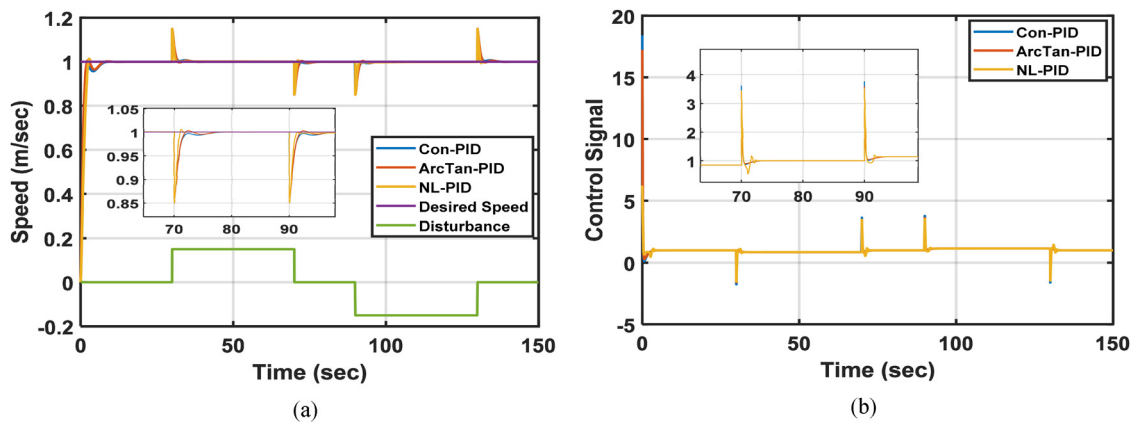 1.2
1
0.8
0.6
0.4
0.2
0
-0.2
Speed (m/sec)
1.05
1
0.95
0.9
0.85
70
80
90
Con-PID
ArcTan-PID
NL-PID
Desired Speed
Disturbance
0
50
100
150
Time (sec)
(a)
20
15
10
5
0
-5
Control Signal
4
3
2
1
70
80
90
Con-PID
ArcTan-PID
NL-PID
0
50
100
150
Time (sec)
(b)